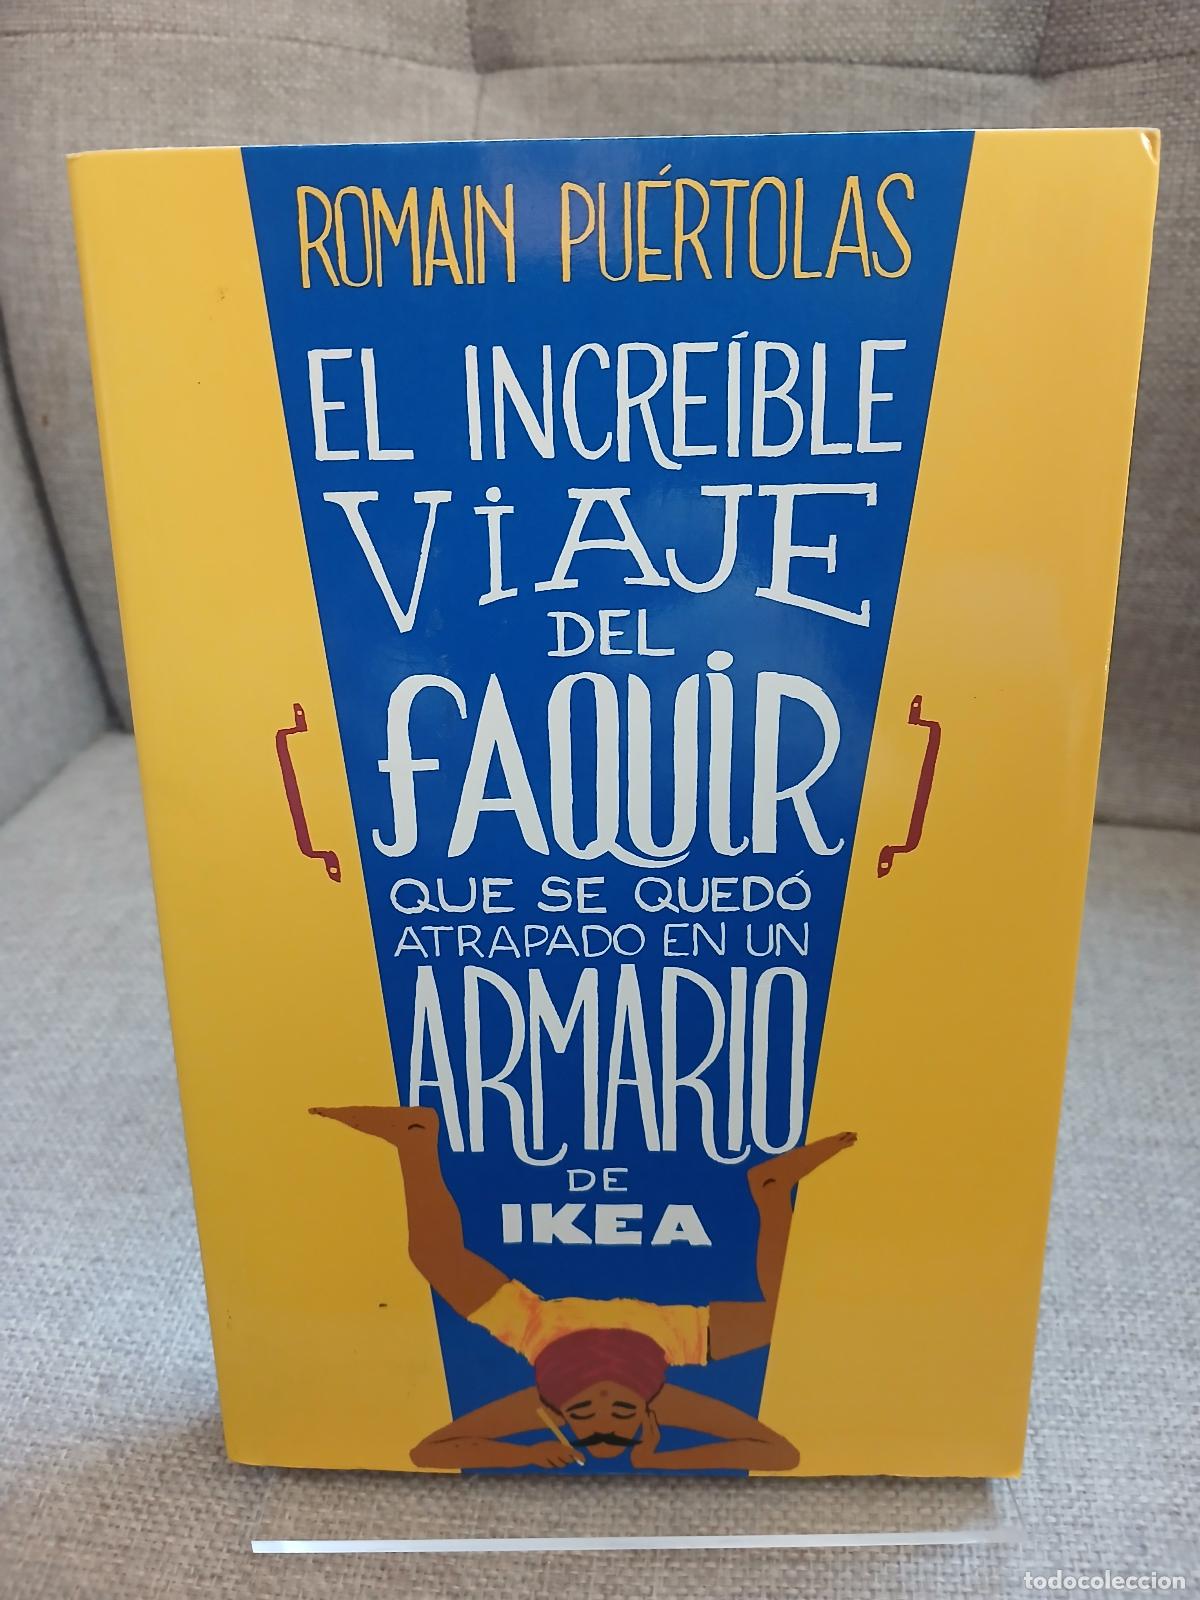 ROMAIN PUÉRTOLAS
EL INCREÍBLE
ViAJE
DEL
fAQUiR
QUE SE QUEDÓ
ATRAPADO EN UN
ARMARIO
DE
IKEA
todocoleccion